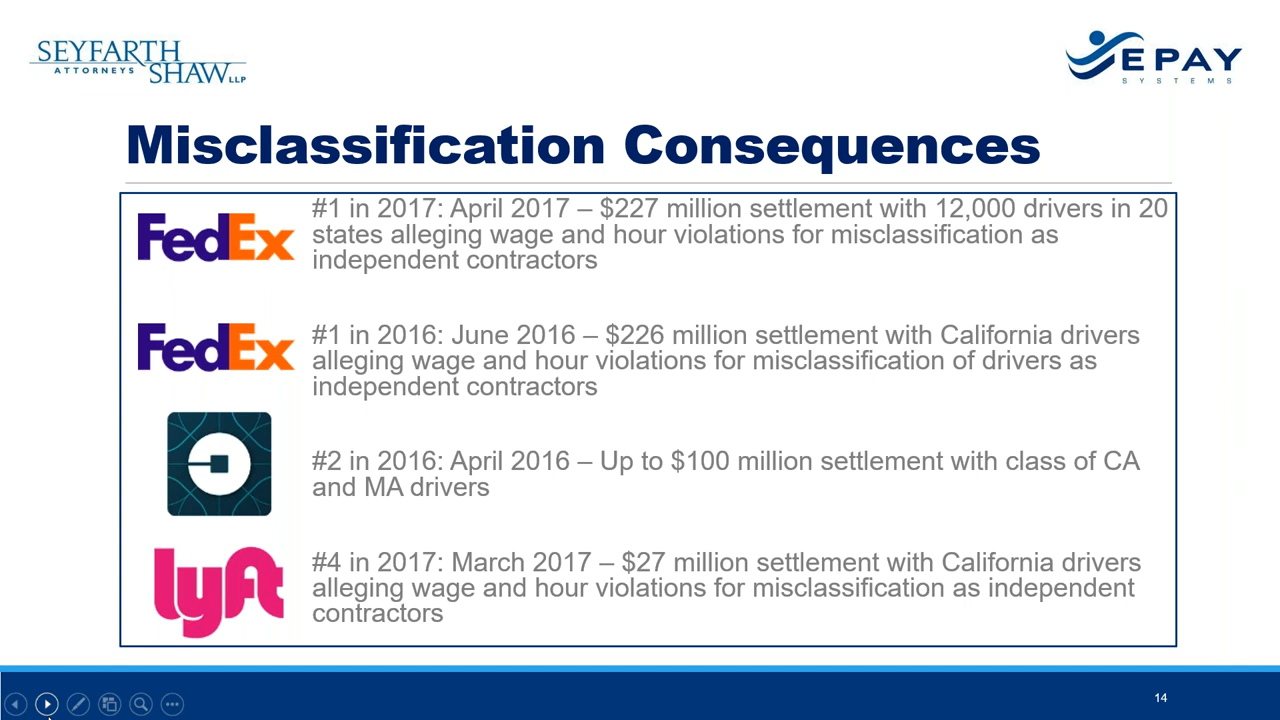 SEYFARTH
ATTORNEYS SHAW LLP
EPAY
SYSTEMS
Misclassification Consequences
FedEx
#1 in 2017: April 2017 – $227 million settlement with 12,000 drivers in 20
states alleging wage and hour violations for misclassification as
independent contractors
FedEx
#1 in 2016: June 2016 – $226 million settlement with California drivers
alleging wage and hour violations for misclassification of drivers as
independent contractors
#2 in 2016: April 2016 – Up to $100 million settlement with class of CA
and MA drivers
lyft
#4 in 2017: March 2017 – $27 million settlement with California drivers
alleging wage and hour violations for misclassification as independent
contractors
14